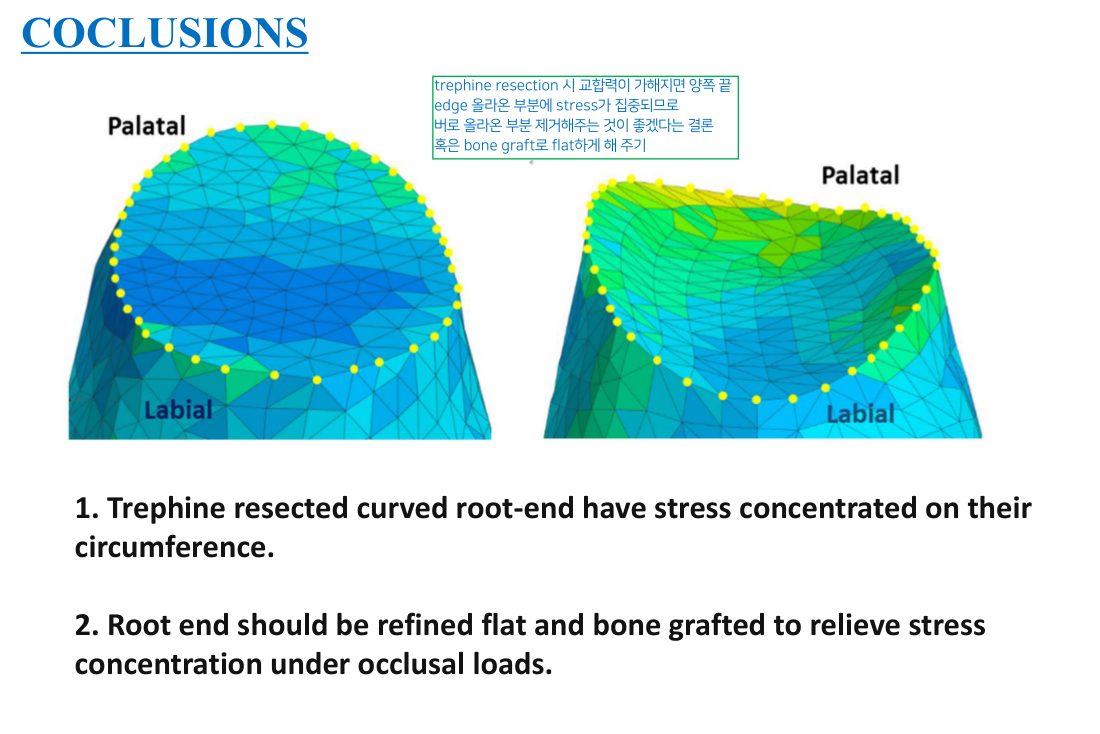 COCLUSIONS
trephine resection 시 교합력이 가해지면 양쪽 끝
edge 올라온 부분에 stress가 집중되므로
버로 올라온 부분 제거해주는 것이 좋겠다는 결론
혹은 bone graft로 flat하게 해 주기
Palatal
Palatal
Labial
Labial
1. Trephine resected curved root-end have stress concentrated on their
circumference.
2. Root end should be refined flat and bone grafted to relieve stress
concentration under occlusal loads.